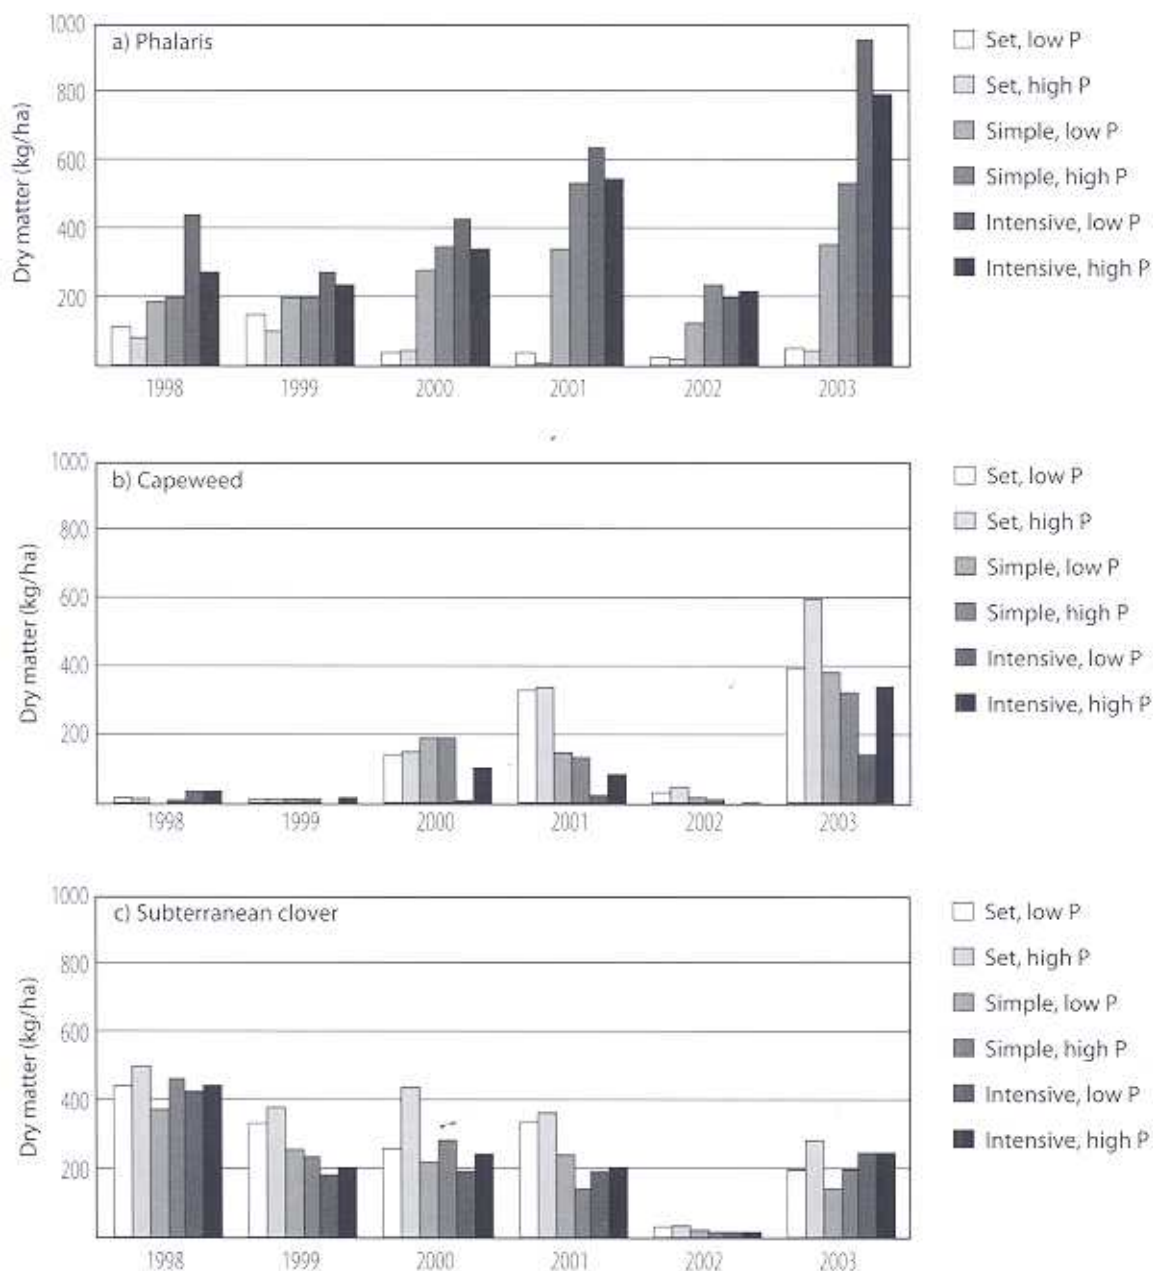 a) Phalaris
Dry matter (kg/ha)
1000
800
600
400
200
1998 1999 2000 2001 2002 2003
Set, low P
Set, high P
Simple, low P
Simple, high P
Intensive, low P
Intensive, high P
b) Capeweed
Dry matter (kg/ha)
1000
800
600
400
200
1998 1999 2000 2001 2002 2003
Set, low P
Set, high P
Simple, low P
Simple, high P
Intensive, low P
Intensive, high P
c) Subterranean clover
Dry matter (kg/ha)
1000
800
600
400
200
1998 1999 2000 2001 2002 2003
Set, low P
Set, high P
Simple, low P
Simple, high P
Intensive, low P
Intensive, high P